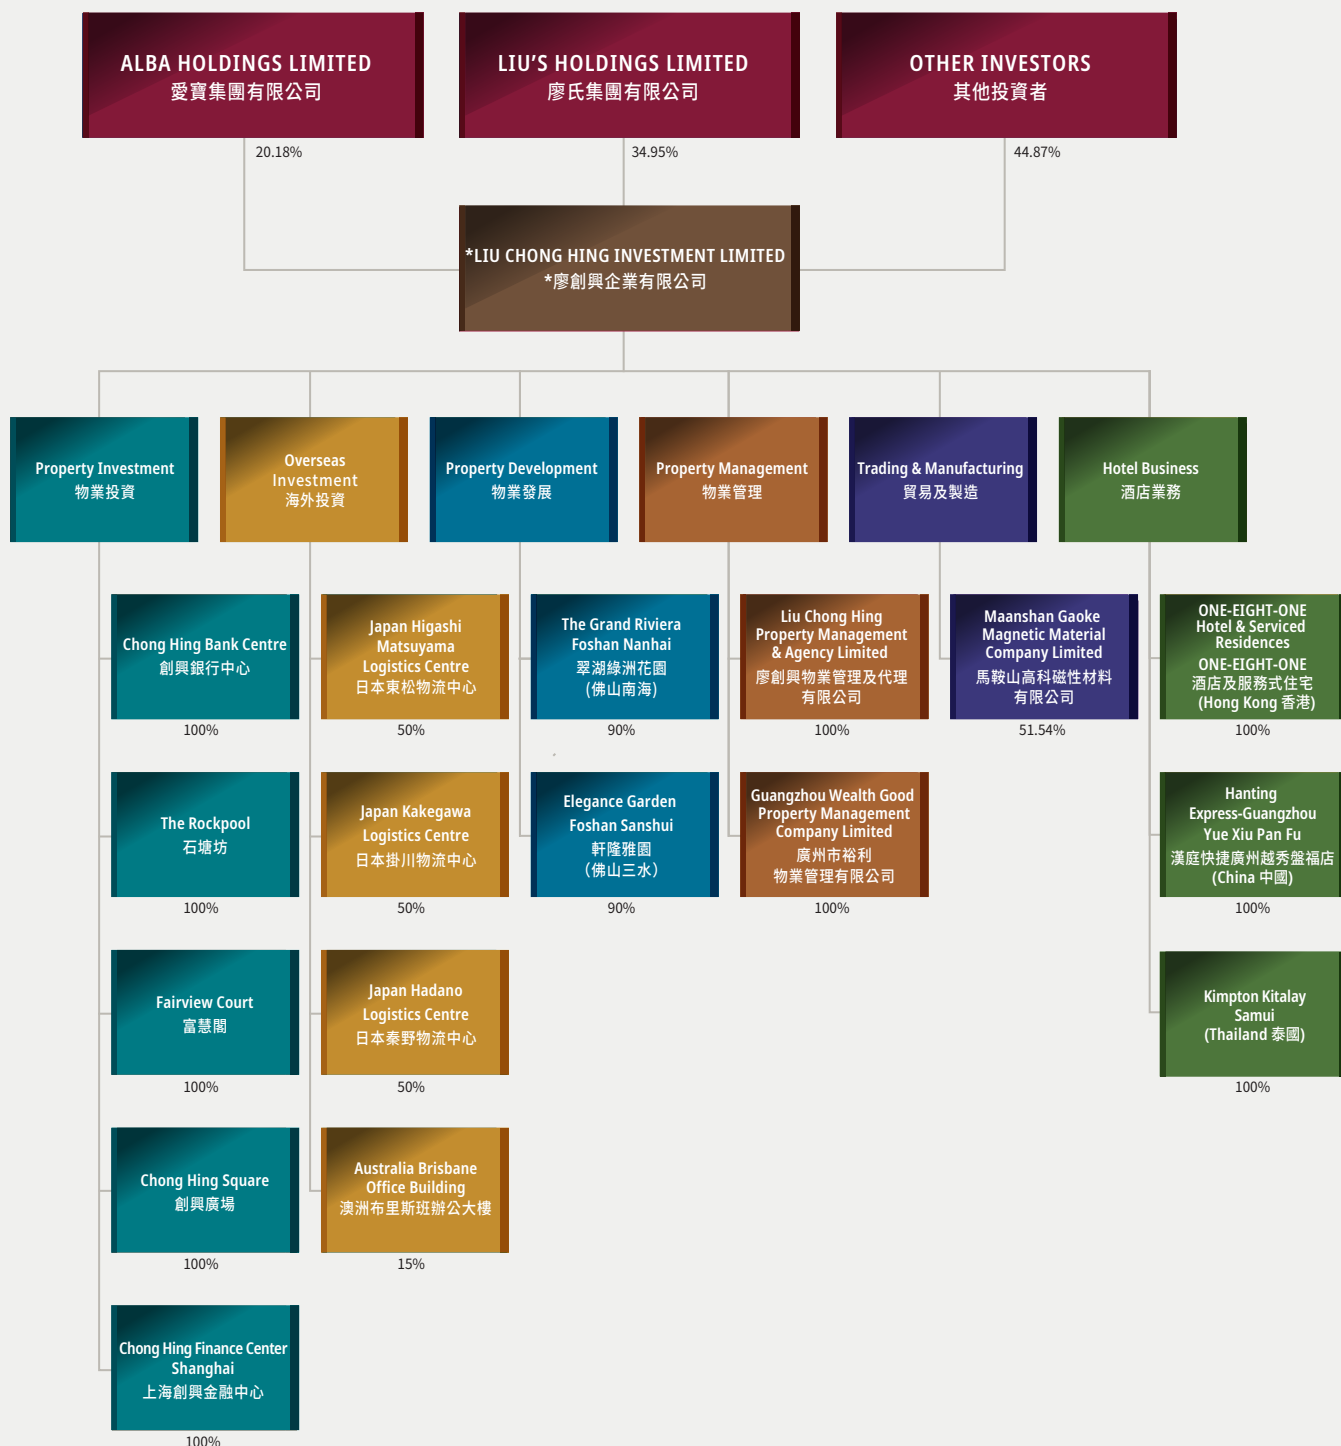 ALBA HOLDINGS LIMITED
愛寶集團有限公司
20.18%
LIU'S HOLDINGS LIMITED
廖氏集團有限公司
34.95%
OTHER INVESTORS
其他投資者
44.87%
*LIU CHONG HING INVESTMENT LIMITED
*廖創興企業有限公司
Property Investment
物業投資
Overseas
Investment
海外投資
Property Development
物業發展
Property Management
物業管理
Trading & Manufacturing
貿易及製造
Hotel Business
酒店業務
Chong Hing Bank Centre
創興銀行中心
100%
Japan Higashi
Matsuyama
Logistics Centre
日本東松物流中心
50%
The Grand Riviera
Foshan Nanhai
翠湖綠洲花園
(佛山南海)
90%
Liu Chong Hing
Property Management
& Agency Limited
廖創興物業管理及代理
有限公司
100%
Maanshan Gaoke
Magnetic Material
Company Limited
馬鞍山高科磁性材料
有限公司
51.54%
ONE-EIGHT-ONE
Hotel & Serviced
Residences
ONE-EIGHT-ONE
酒店及服務式住宅
(Hong Kong 香港)
100%
The Rockpool
石塘坊
100%
Japan Kakegawa
Logistics Centre
日本掛川物流中心
50%
Elegance Garden
Foshan Sanshui
軒隆雅園
（佛山三水）
90%
Guangzhou Wealth Good
Property Management
Company Limited
廣州市裕利
物業管理有限公司
100%
Hanting
Express-Guangzhou
Yue Xiu Pan Fu
漢庭快捷廣州越秀盤福店
(China 中國)
100%
Fairview Court
富慧閣
100%
Japan Hadano
Logistics Centre
日本秦野物流中心
50%
Kimpton Kitalay
Samui
(Thailand 泰國)
100%
Chong Hing Square
創興廣場
100%
Australia Brisbane
Office Building
澳洲布里斯班辦公大樓
15%
Chong Hing Finance Center
Shanghai
上海創興金融中心
100%